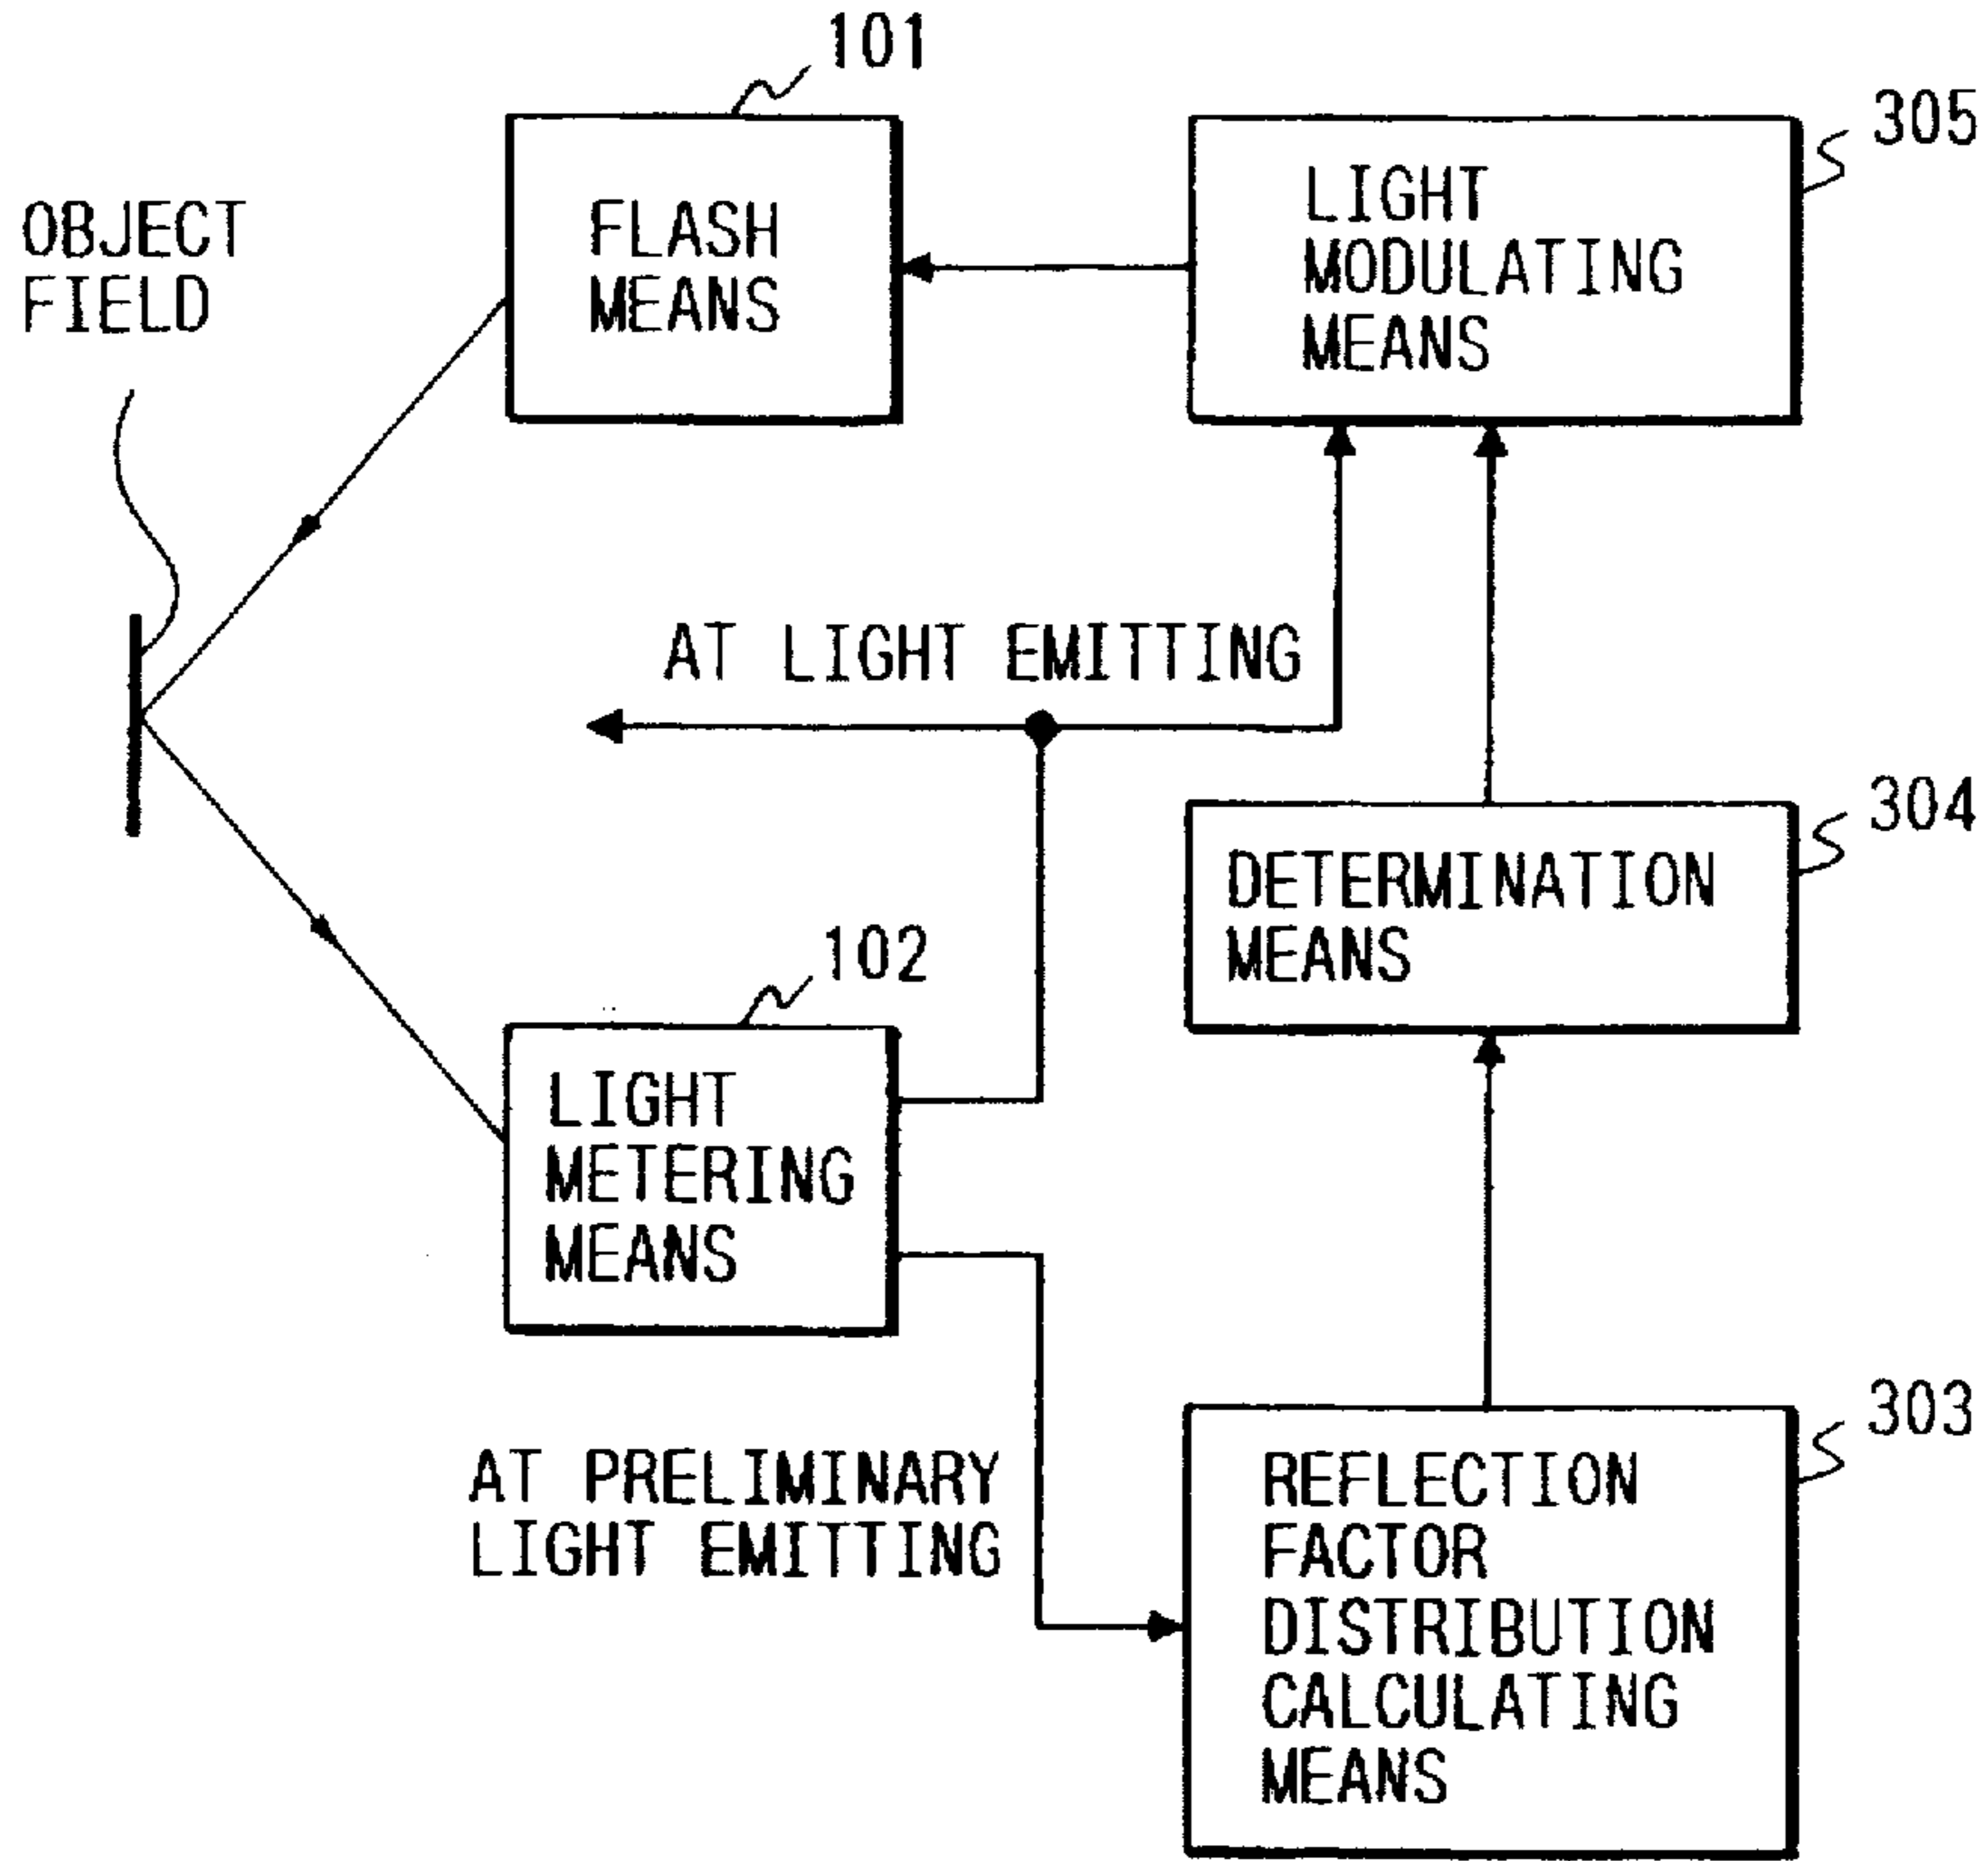 101
305
OBJECT
FIELD
FLASH
MEANS
LIGHT
MODULATING
MEANS
AT LIGHT EMITTING
304
DETERMINATION
MEANS
102
LIGHT
METERING
MEANS
303
AT PRELIMINARY
LIGHT EMITTING
REFLECTION
FACTOR
DISTRIBUTION
CALCULATING
MEANS